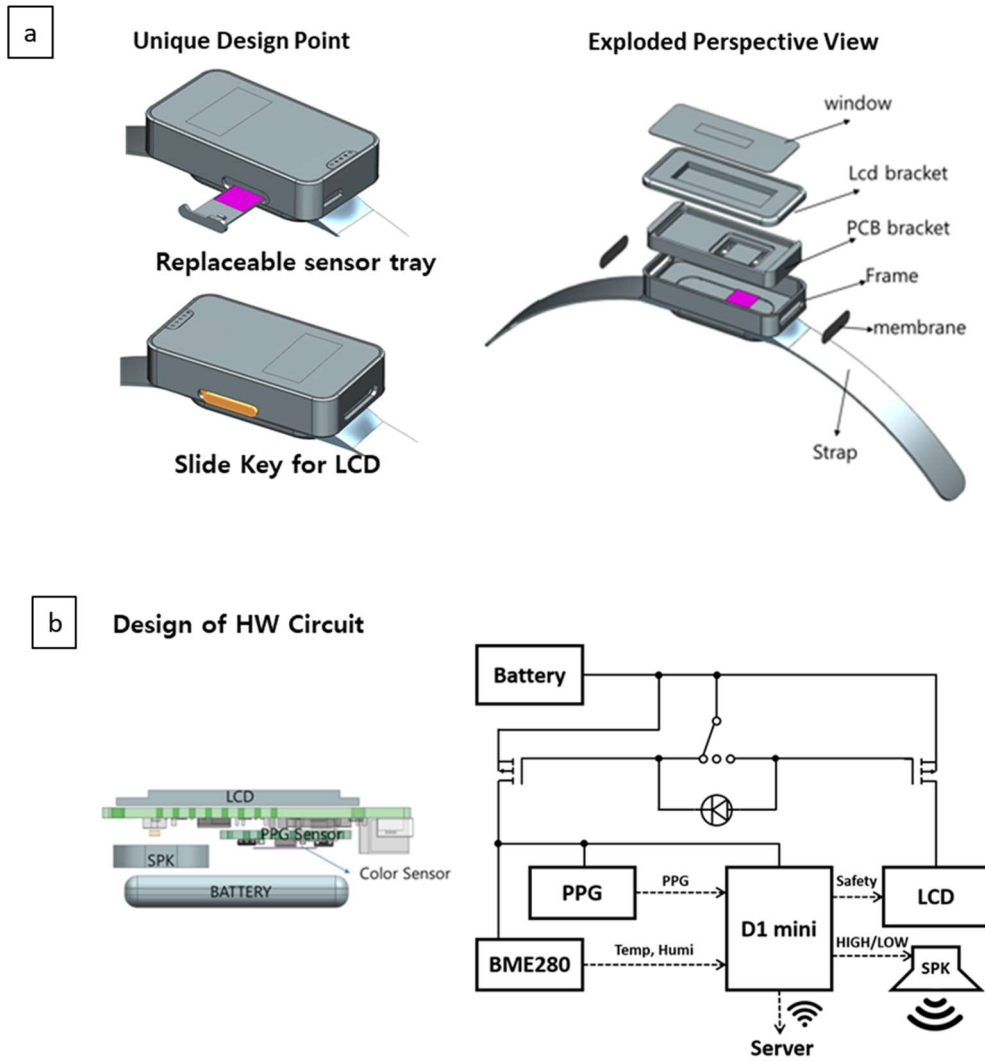 a
Unique Design Point
Exploded Perspective View
window
Lcd bracket
PCB bracket
Frame
membrane
Strap
Replaceable sensor tray
Slide Key for LCD
b
Design of HW Circuit
LCD
PPG Sensor
SPK
Color Sensor
BATTERY
Battery
PPG
PPG
D1 mini
Safety
LCD
BME280
Temp, Humi
HIGH/LOW
SPK
Server